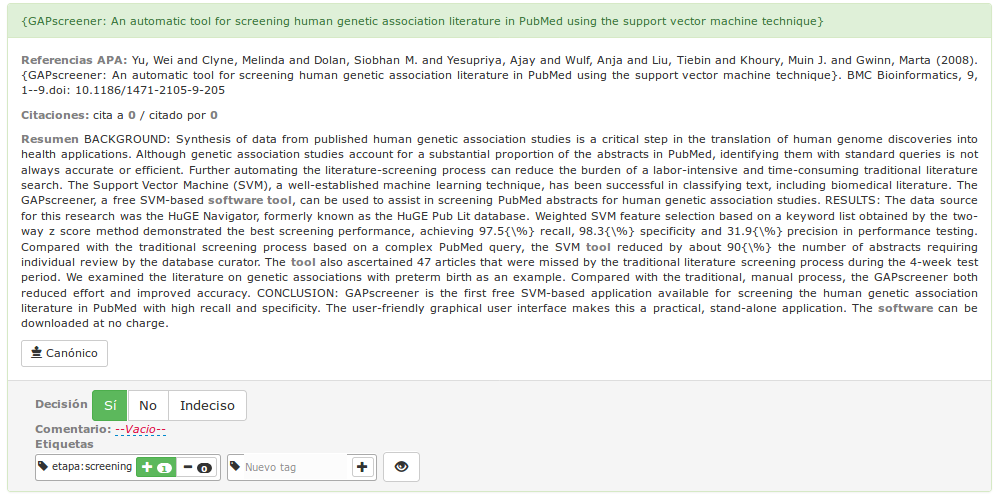 {GAPscreener: An automatic tool for screening human genetic association literature in PubMed using the support vector machine technique}
Referencias APA: Yu, Wei and Clyne, Melinda and Dolan, Siobhan M. and Yesupriya, Ajay and Wulf, Anja and Liu, Tiebin and Khoury, Muin J. and Gwinn, Marta (2008).
{GAPscreener: An automatic tool for screening human genetic association literature in PubMed using the support vector machine technique}. BMC Bioinformatics, 9,
1--9.doi: 10.1186/1471-2105-9-205
Citaciones: cita a 0 / citado por 0
Resumen BACKGROUND: Synthesis of data from published human genetic association studies is a critical step in the translation of human genome discoveries into
health applications. Although genetic association studies account for a substantial proportion of the abstracts in PubMed, identifying them with standard queries is not
always accurate or efficient. Further automating the literature-screening process can reduce the burden of a labor-intensive and time-consuming traditional literature
search. The Support Vector Machine (SVM), a well-established machine learning technique, has been successful in classifying text, including biomedical literature. The
GAPscreener, a free SVM-based software tool, can be used to assist in screening PubMed abstracts for human genetic association studies. RESULTS: The data source
for this research was the HuGE Navigator, formerly known as the HuGE Pub Lit database. Weighted SVM feature selection based on a keyword list obtained by the two-
way z score method demonstrated the best screening performance, achieving 97.5{\%} recall, 98.3{\%} specificity and 31.9{\%} precision in performance testing.
Compared with the traditional screening process based on a complex PubMed query, the SVM tool reduced by about 90{\%} the number of abstracts requiring
individual review by the database curator. The tool also ascertained 47 articles that were missed by the traditional literature screening process during the 4-week test
period. We examined the literature on genetic associations with preterm birth as an example. Compared with the traditional, manual process, the GAPscreener both
reduced effort and improved accuracy. CONCLUSION: GAPscreener is the first free SVM-based application available for screening the human genetic association
literature in PubMed with high recall and specificity. The user-friendly graphical user interface makes this a practical, stand-alone application. The software can be
downloaded at no charge.
Canónico
Decisión Sí No Indeciso
Comentario: --Vacio--
Etiquetas
etapa:screening + 1 − 0 Nuevo tag +